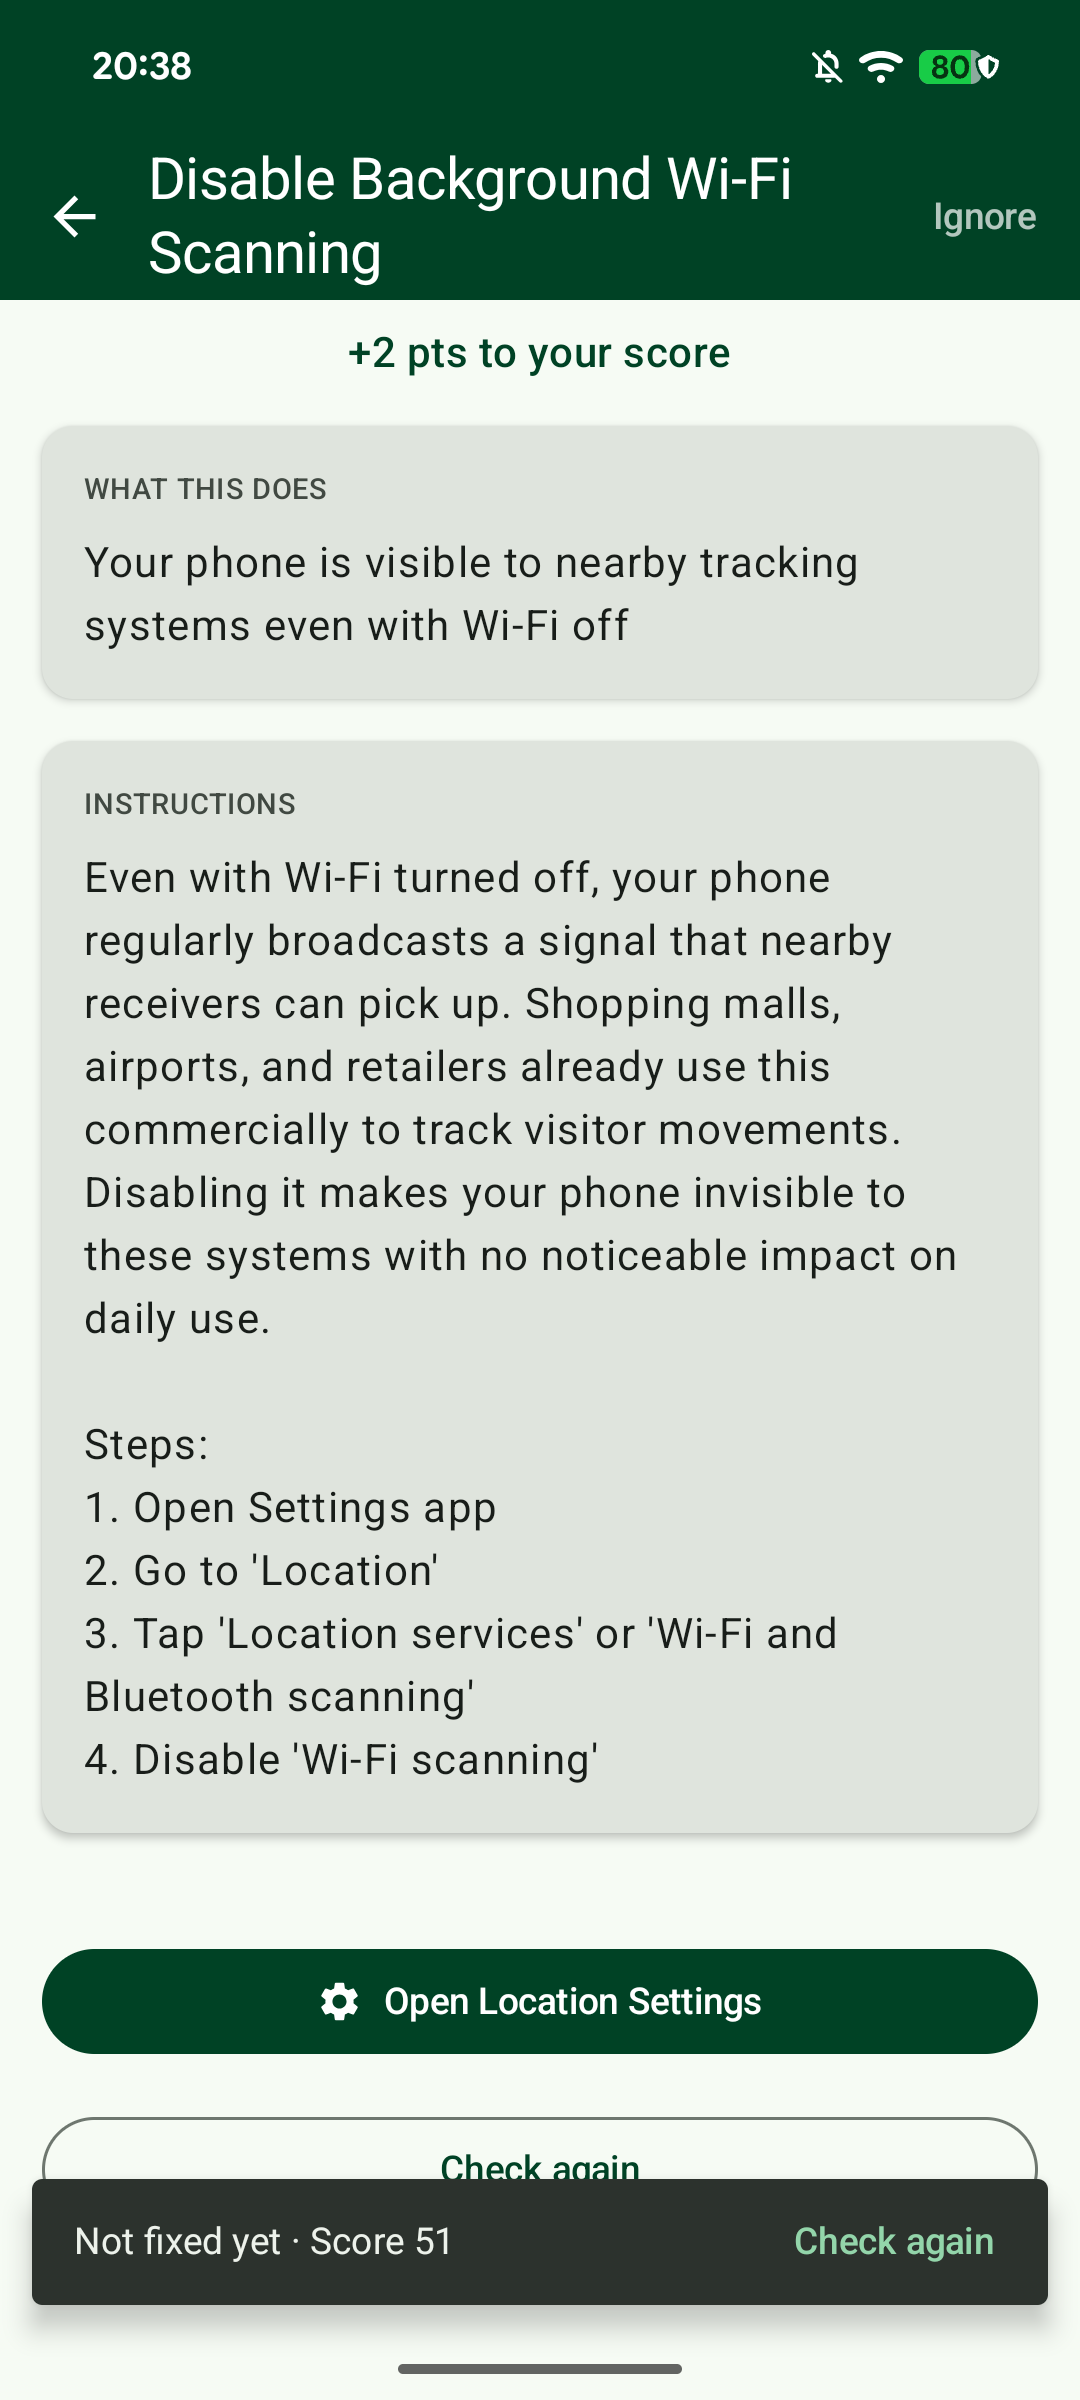 20:38
80
Disable Background Wi-Fi
Scanning
Ignore
+2 pts to your score
WHAT THIS DOES
Your phone is visible to nearby tracking
systems even with Wi-Fi off
INSTRUCTIONS
Even with Wi-Fi turned off, your phone
regularly broadcasts a signal that nearby
receivers can pick up. Shopping malls,
airports, and retailers already use this
commercially to track visitor movements.
Disabling it makes your phone invisible to
these systems with no noticeable impact on
daily use.
Steps:
1. Open Settings app
2. Go to 'Location'
3. Tap 'Location services' or 'Wi-Fi and
Bluetooth scanning'
4. Disable 'Wi-Fi scanning'
Open Location Settings
Check again
Not fixed yet · Score 51
Check again